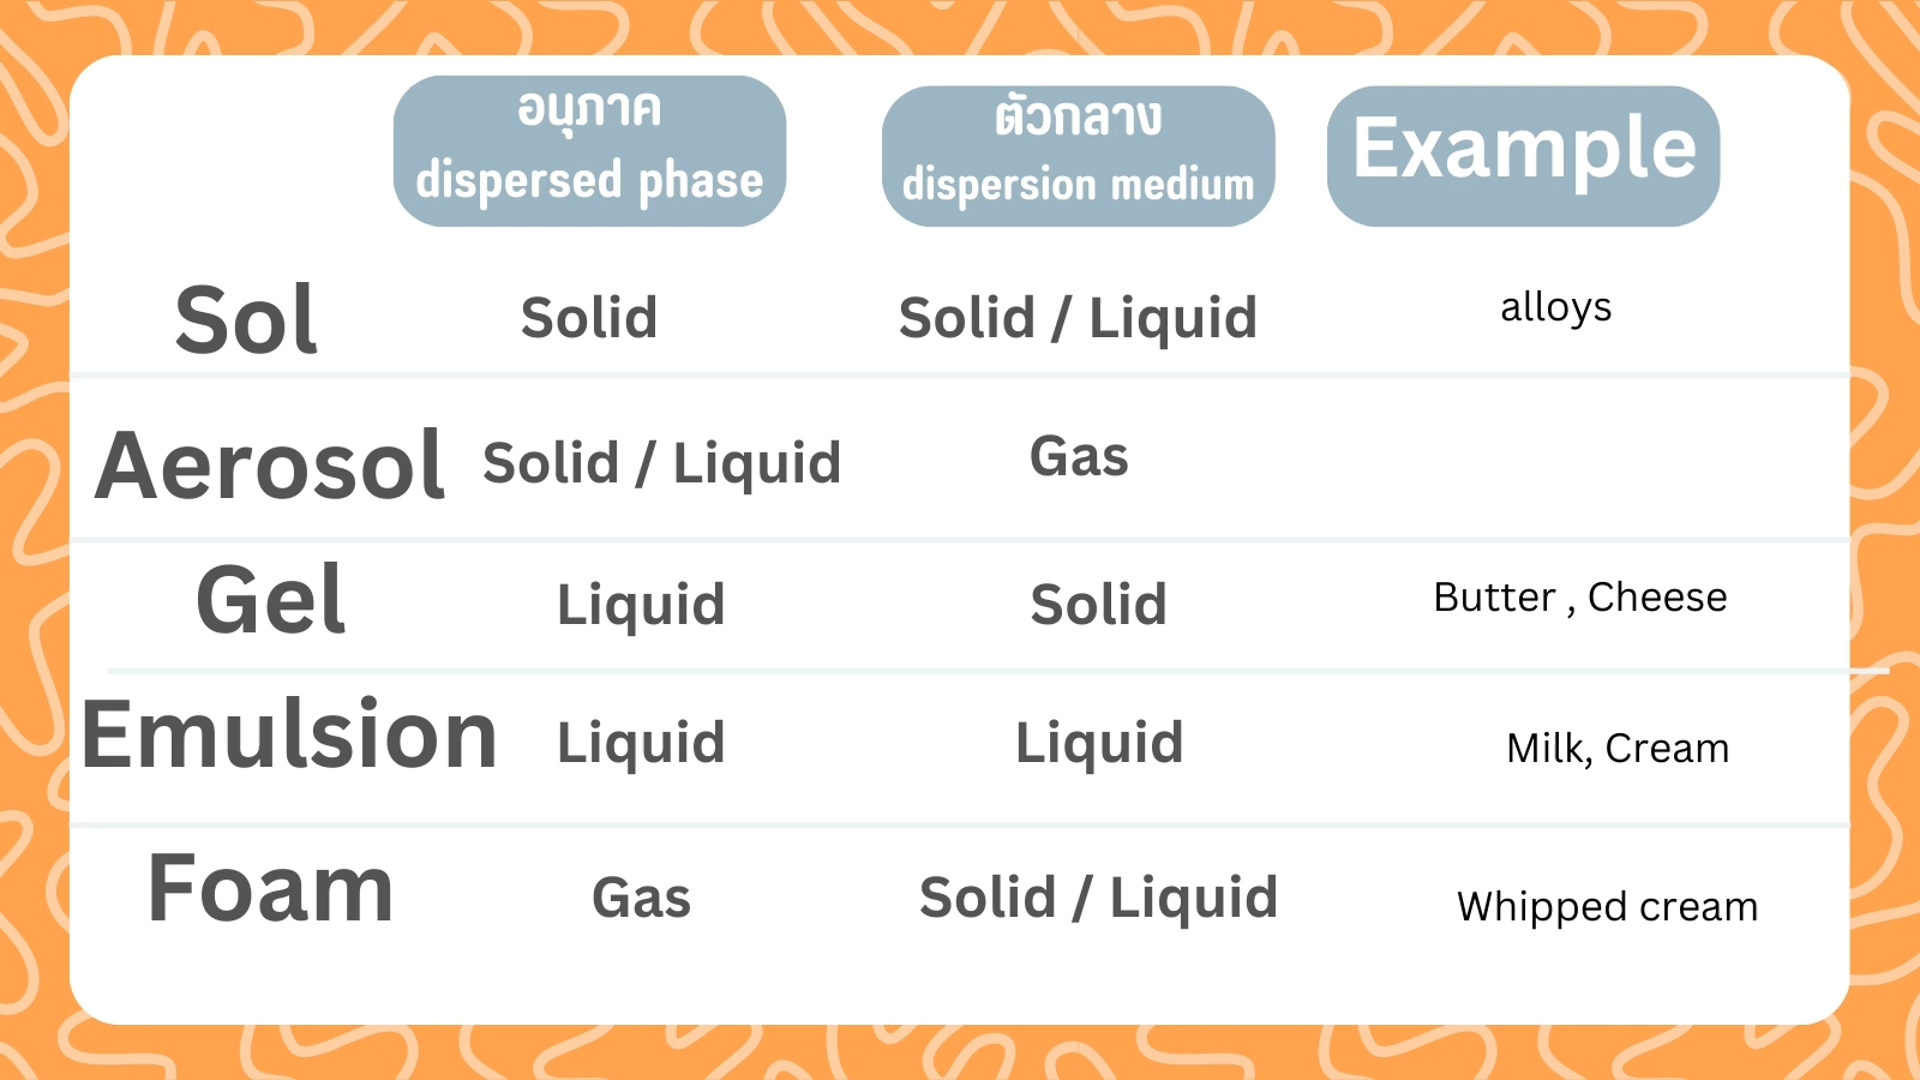 อนุภาค
dispersed phase
ตัวกลาง
dispersion medium
Example
Sol Solid Solid / Liquid alloys
Aerosol Solid / Liquid Gas
Gel Liquid Solid Butter , Cheese
Emulsion Liquid Liquid Milk, Cream
Foam Gas Solid / Liquid Whipped cream